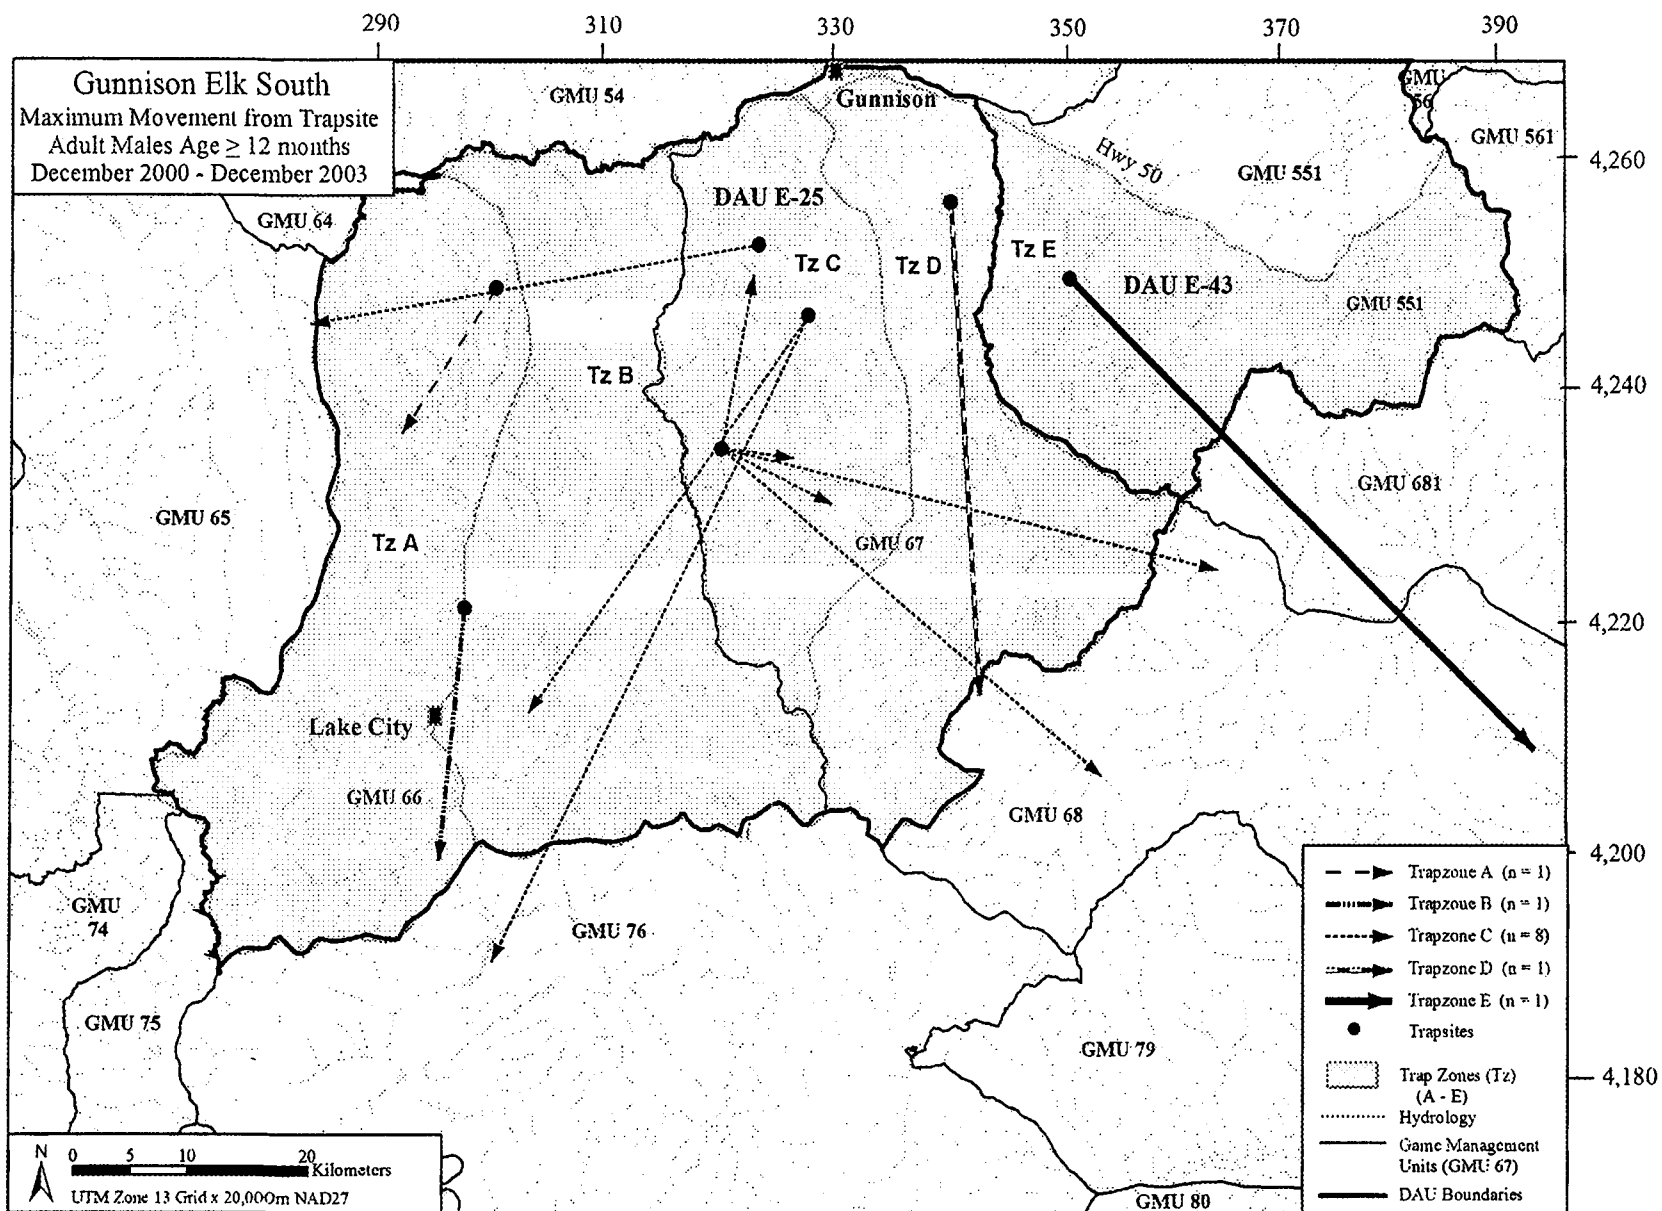 290 310 330 350 370 390
Gunnison Elk South
Maximum Movement from Trapsite
Adult Males Age ≥ 12 months
December 2000 - December 2003
GMU 54
Gunnison
GMU
56
GMU 561
4,260
Hwy 50
GMU 551
GMU 64
DAU E-25
Tz C
Tz D
Tz E
DAU E-43
GMU 551
Tz B
4,240
GMU 65
Tz A
GMU 67
GMU 681
4,220
Lake City
GMU 66
GMU 68
4,200
GMU
74
GMU 76
GMU 75
GMU 79
4,180
GMU 80
Trapzone A (n = 1)
Trapzone B (n = 1)
Trapzone C (n = 8)
Trapzone D (n = 1)
Trapzone E (n = 1)
Trapsites
Trap Zones (Tz)
(A - E)
Hydrology
Game Management
Units (GMU 67)
DAU Boundaries
N
0 5 10 20
Kilometers
UTM Zone 13 Grid x 20,000m NAD27